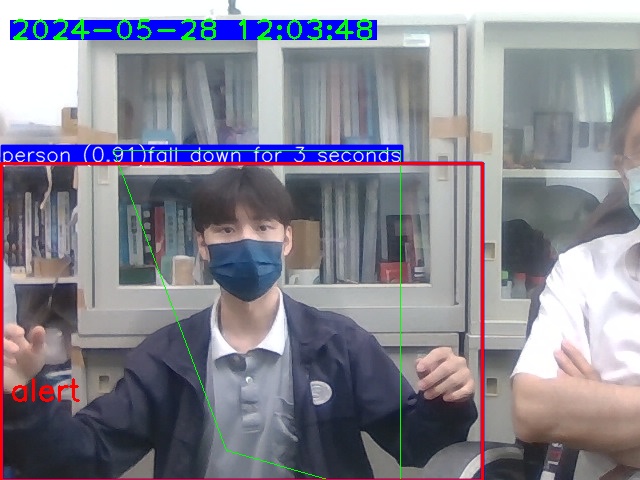 2024-05-28 12:03:48
person (0.91)fall down for 3 seconds
alert